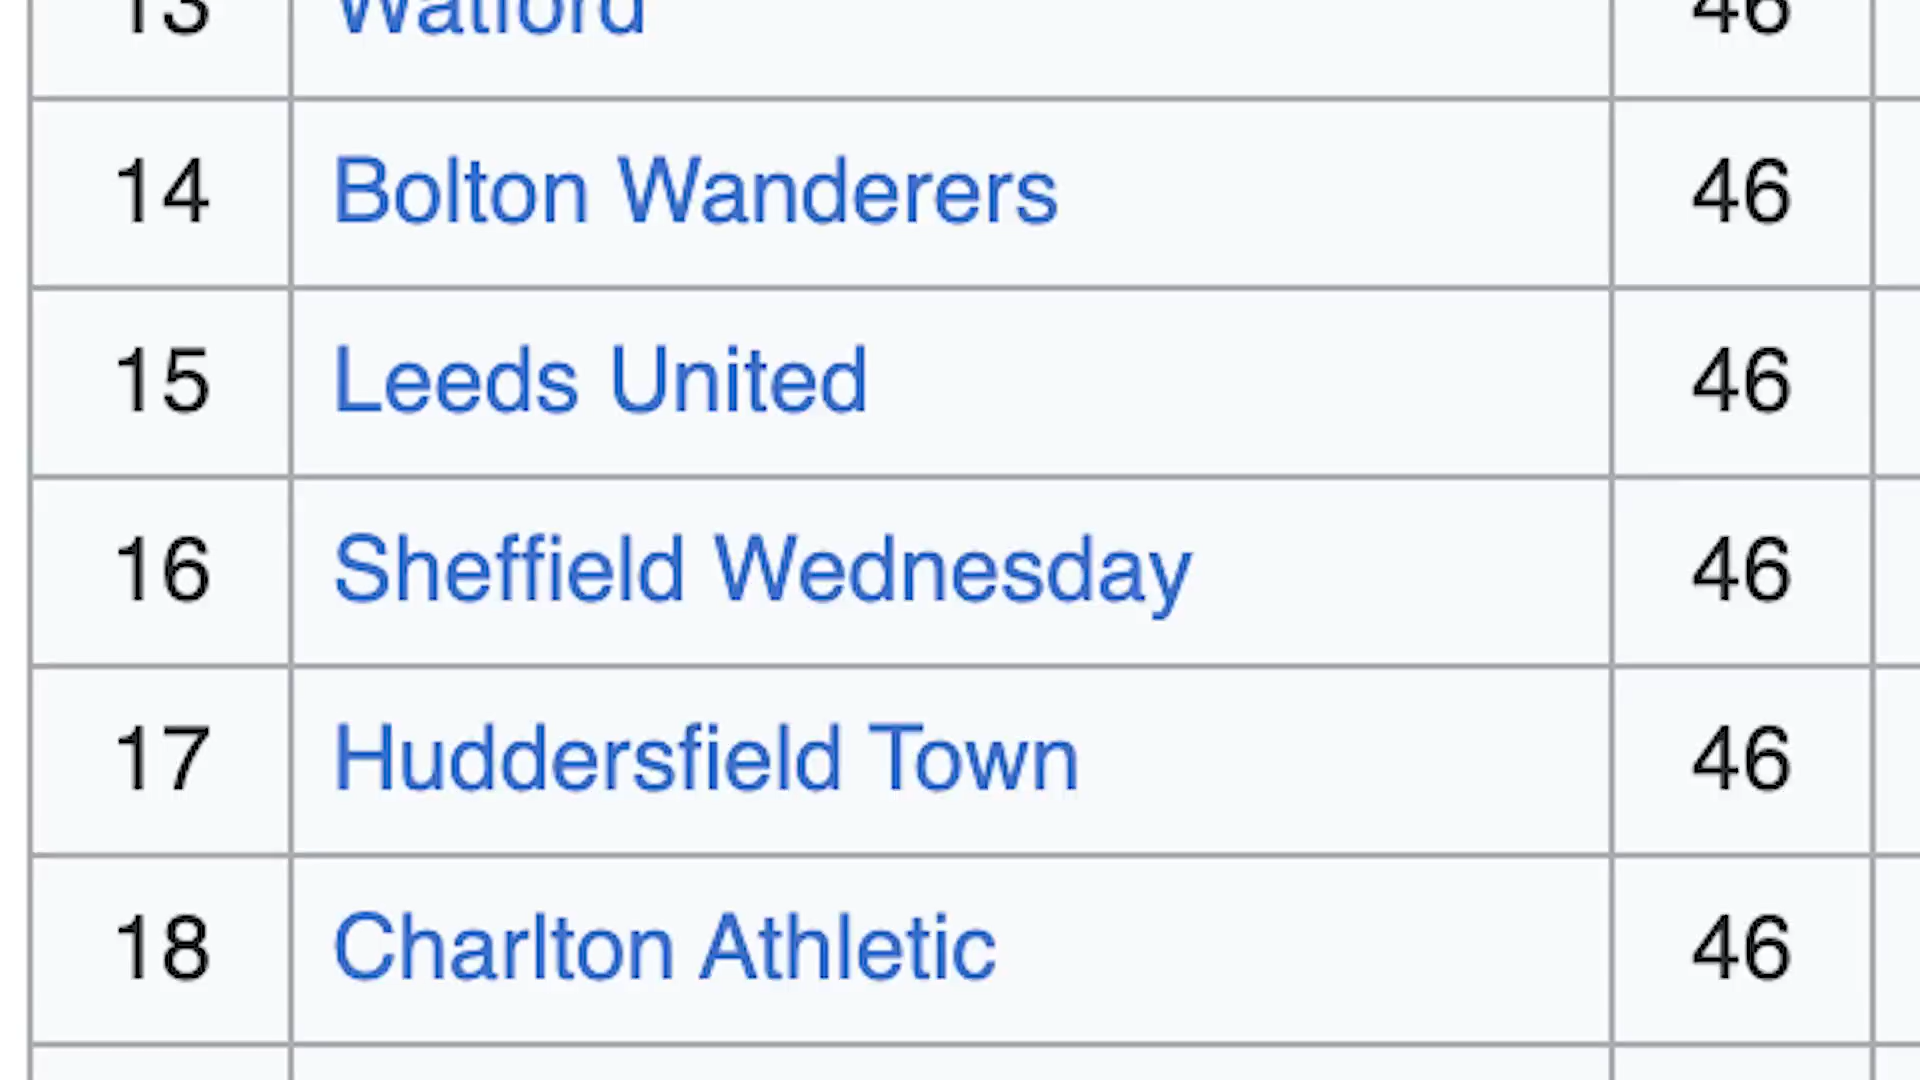 13 Watford 46
14 Bolton Wanderers 46
15 Leeds United 46
16 Sheffield Wednesday 46
17 Huddersfield Town 46
18 Charlton Athletic 46